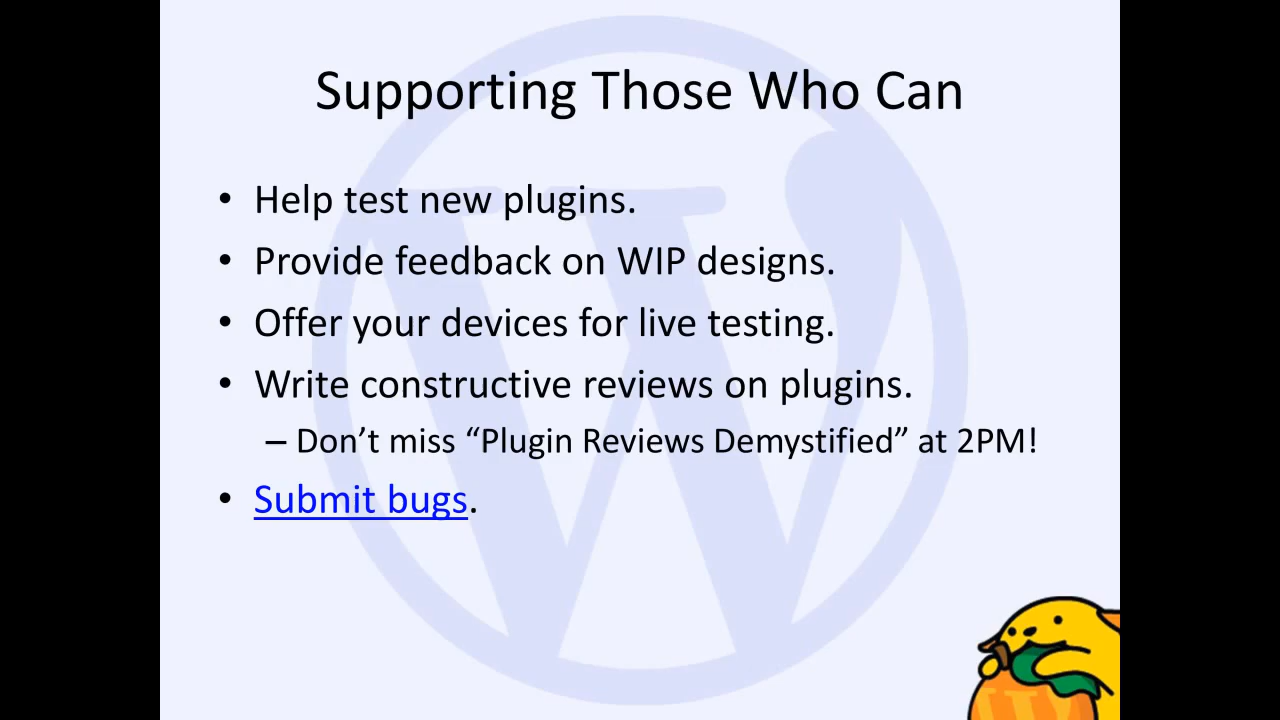 Supporting Those Who Can
• Help test new plugins.
• Provide feedback on WIP designs.
• Offer your devices for live testing.
• Write constructive reviews on plugins.
– Don’t miss “Plugin Reviews Demystified” at 2PM!
• Submit bugs.